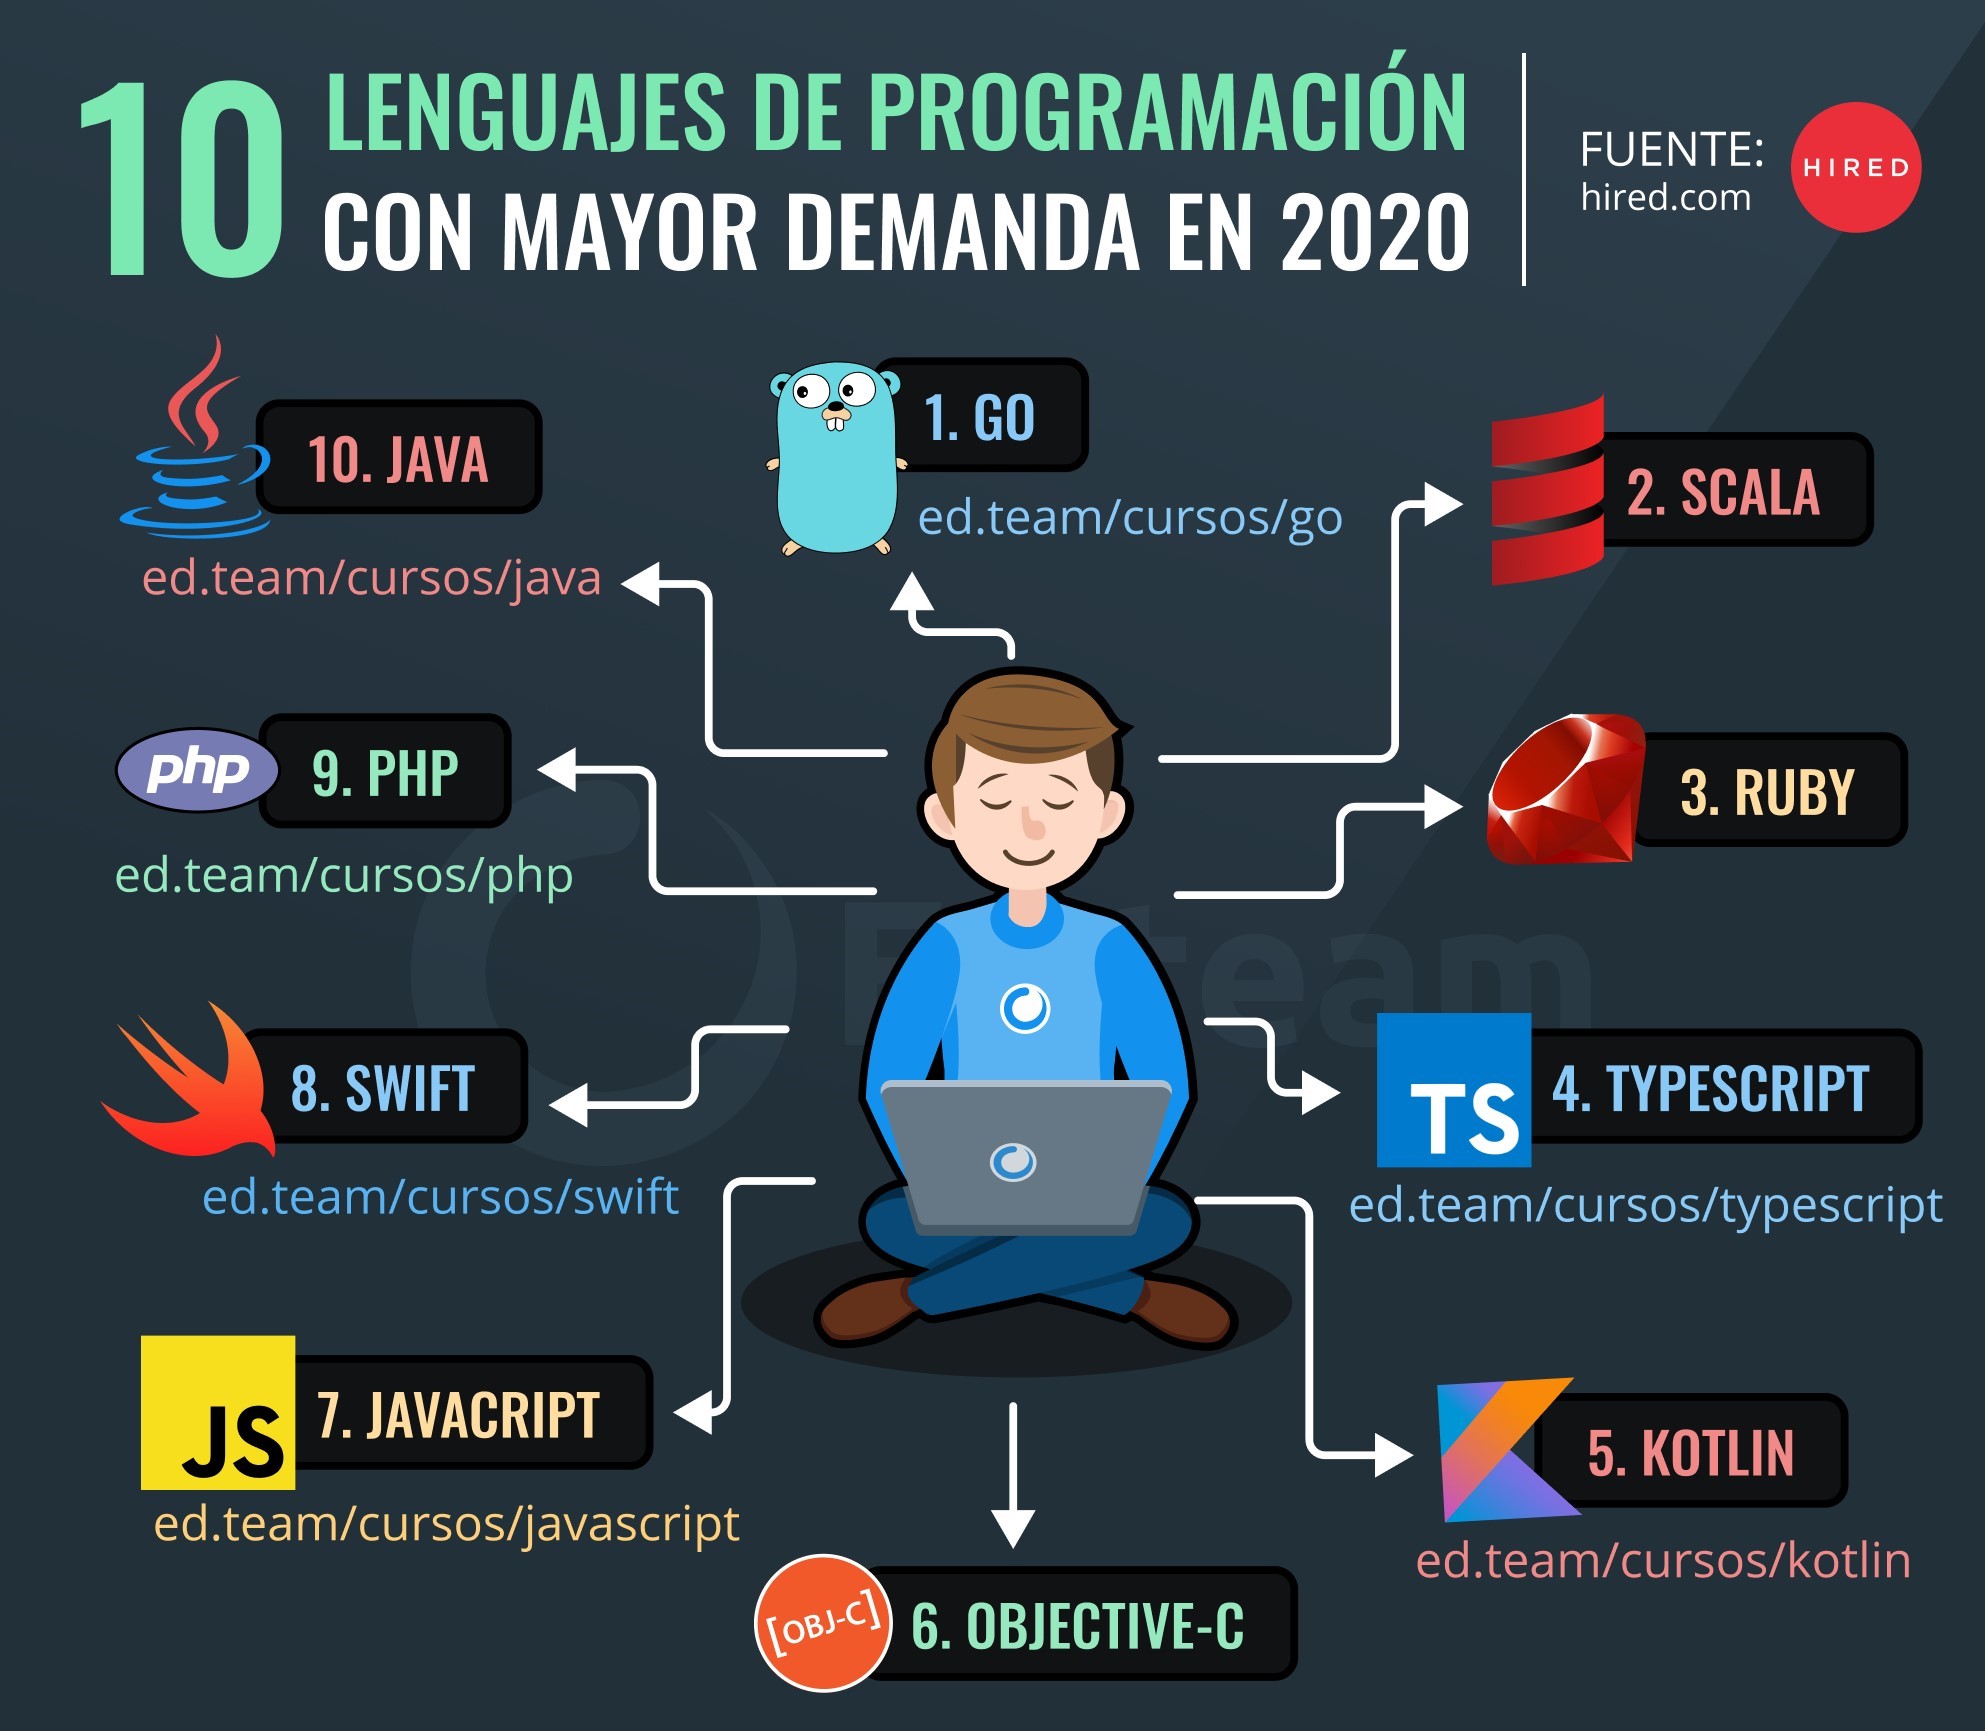 10 LENGUAJES DE PROGRAMACIÓN
CON MAYOR DEMANDA EN 2020
FUENTE:
hired.com
HIRED
1. GO
ed.team/cursos/go
2. SCALA
3. RUBY
TS
4. TYPESCRIPT
ed.team/cursos/typescript
5. KOTLIN
ed.team/cursos/kotlin
[OBJ-C]
6. OBJECTIVE-C
JS
7. JAVACRIPT
ed.team/cursos/javascript
8. SWIFT
ed.team/cursos/swift
php
9. PHP
ed.team/cursos/php
10. JAVA
ed.team/cursos/java
team